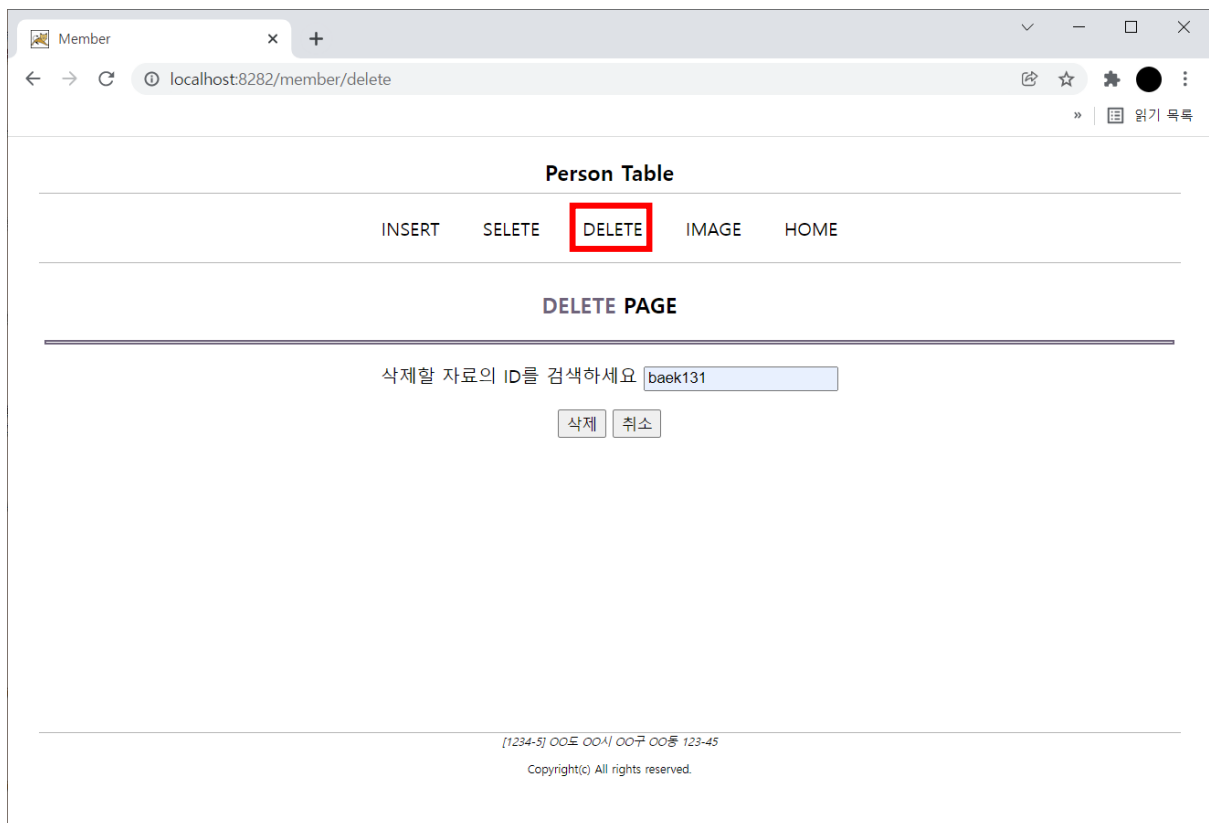 Member
localhost:8282/member/delete
» 읽기 목록
Person Table
INSERT SELETE DELETE IMAGE HOME
DELETE PAGE
삭제할 자료의 ID를 검색하세요 baek131
삭제 취소
[1234-5] OO도 OO시 OO구 OO동 123-45
Copyright(c) All rights reserved.